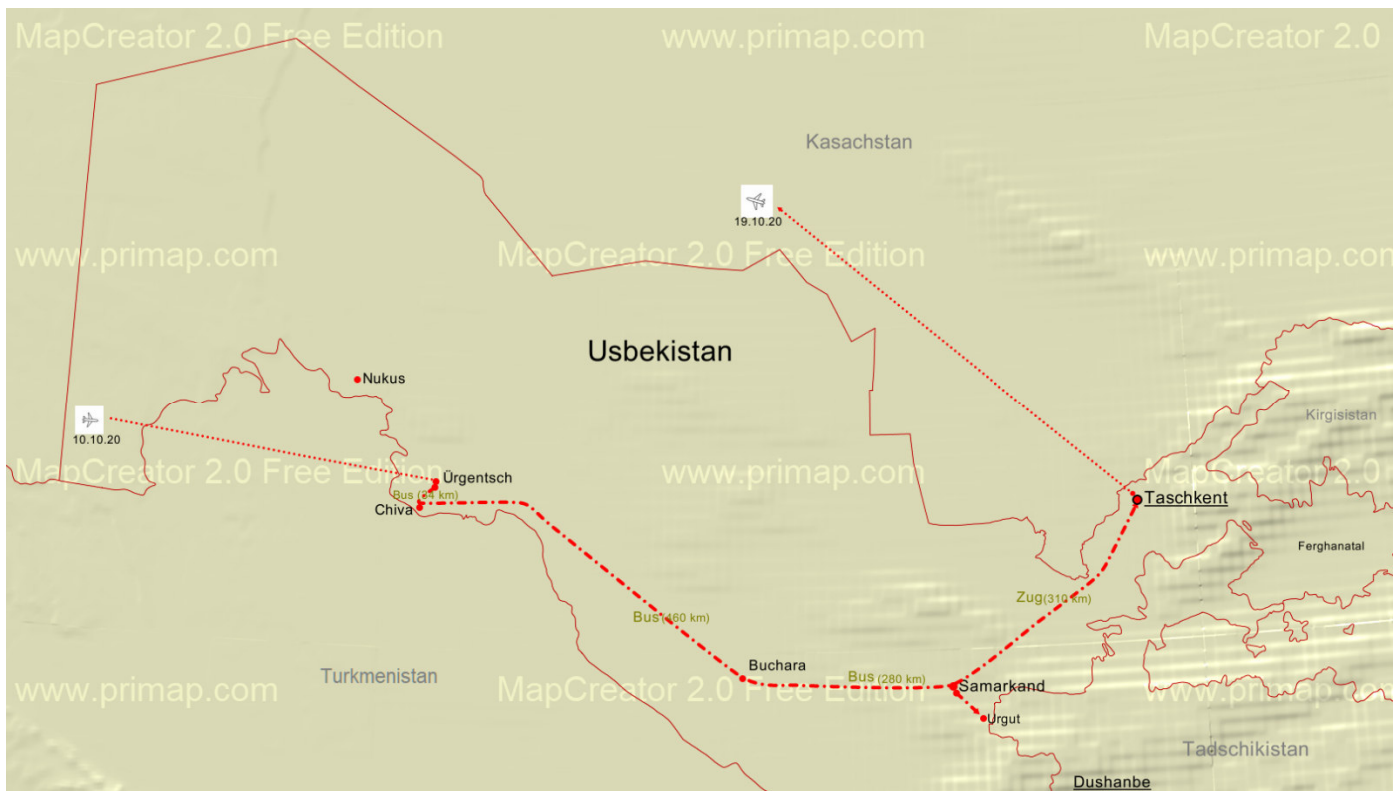 MapCreator 2.0 Free Edition
www.primap.com
MapCreator 2.0
Kasachstan
19.10.20
www.primap.com
MapCreator 2.0 Free Edition
www.primap.com
Usbekistan
Nukus
10.10.20
Kirgisistan
MapCreator 2.0 Free Edition
www.primap.com
MapCreator 2.0
Ürgentsch
Bus (34 km)
Chiva
Taschkent
Ferghanatal
Zug(310 km)
Bus(460 km)
Buchara
Turkmenistan
Bus (280 km)
Samarkand
www.primap.com
MapCreator 2.0 Free Edition
www.primap.com
Urgut
Tadschikistan
Dushanbe